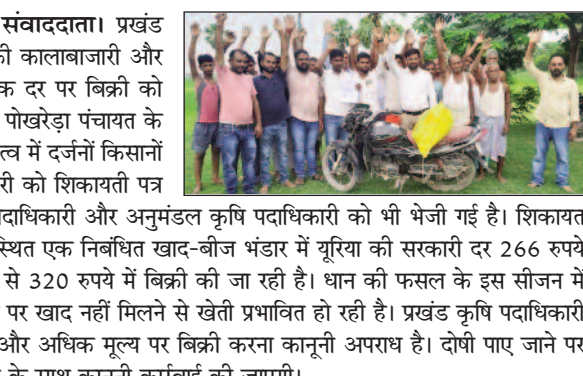 संवाददाता। प्रखंड
की कालाबाजारी और
क दर पर बिक्री को
पोखरेड़ा पंचायत के
त्व में दर्जनों किसानों
री को शिकायती पत्र
दाधिकारी और अनुमंडल कृषि पदाधिकारी को भी भेजी गई है। शिकायत
स्थित एक निबंधित खाद-बीज भंडार में यूरिया की सरकारी दर 266 रुपये
से 320 रुपये में बिक्री की जा रही है। धान की फसल के इस सीजन में
पर खाद नहीं मिलने से खेती प्रभावित हो रही है। प्रखंड कृषि पदाधिकारी
और अधिक मूल्य पर बिक्री करना कानूनी अपराध है। दोषी पाए जाने पर
के साथ कानूनी कार्रवाई की जाएगी।